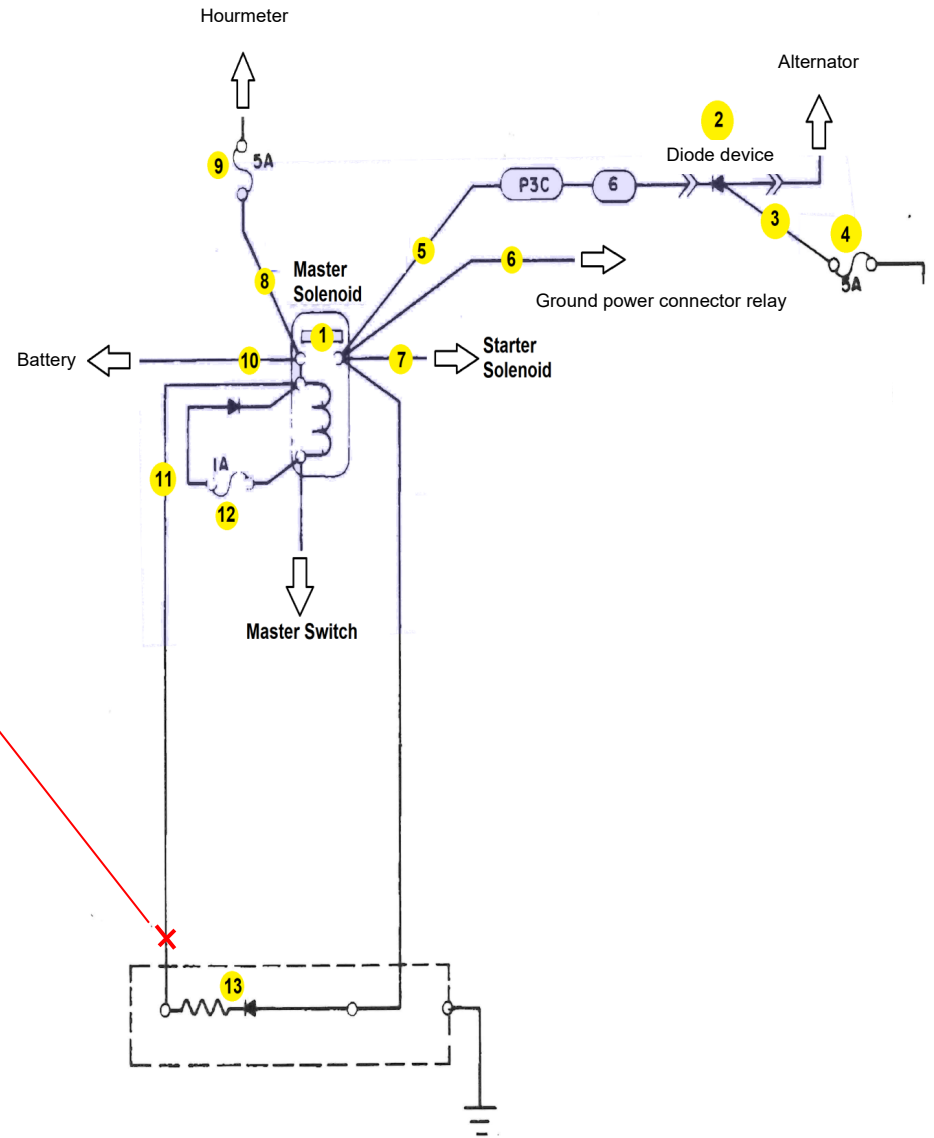 Hourmeter
Alternator
2
Diode device
9
5A
P3C
6
3
4
5A
5
6
8
Master
Solenoid
Ground power connector relay
1
Battery
10
7
Starter
Solenoid
11
1A
12
Master Switch
13